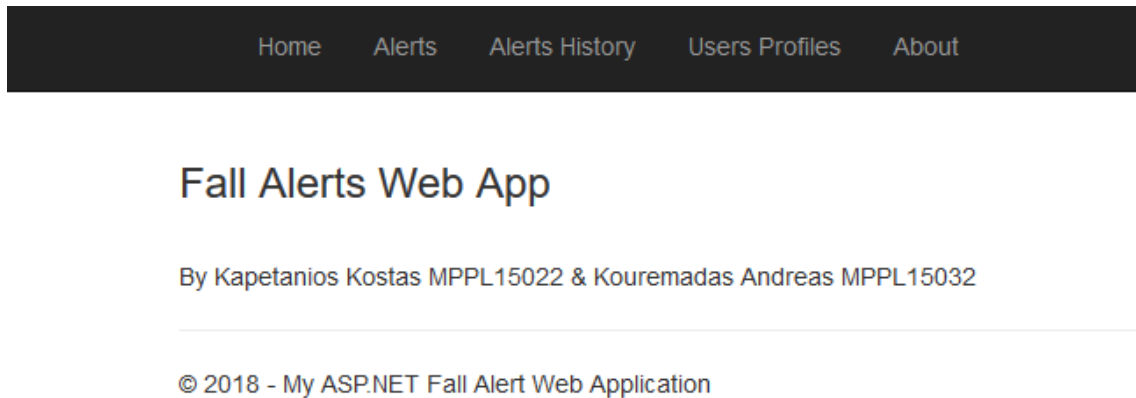 Home Alerts Alerts History Users Profiles About
Fall Alerts Web App
By Kapetanios Kostas MPPL15022 & Kouremadas Andreas MPPL15032
© 2018 - My ASP.NET Fall Alert Web Application